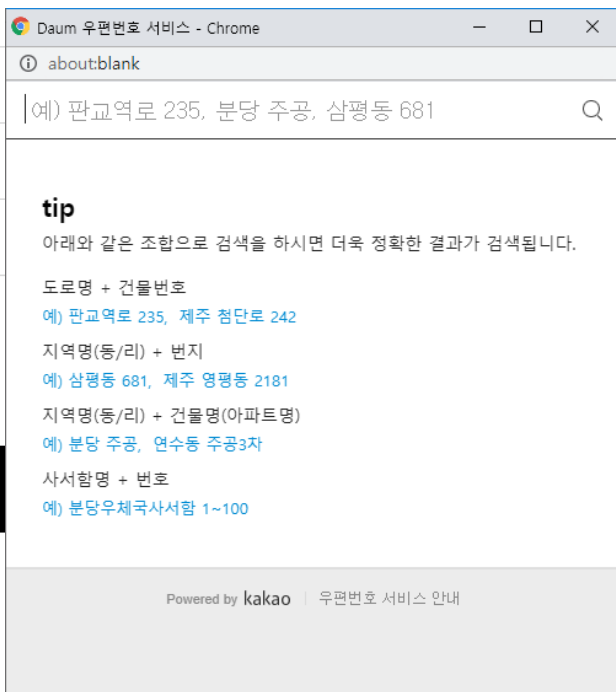 Daum 우편번호 서비스 - Chrome
about:blank
예) 판교역로 235, 분당 주공, 삼평동 681
tip
아래와 같은 조합으로 검색을 하시면 더욱 정확한 결과가 검색됩니다.
도로명 + 건물번호
예) 판교역로 235, 제주 첨단로 242
지역명(동/리) + 번지
예) 삼평동 681, 제주 영평동 2181
지역명(동/리) + 건물명(아파트명)
예) 분당 주공, 연수동 주공3차
사서함명 + 번호
예) 분당우체국사서함 1~100
Powered by kakao | 우편번호 서비스 안내